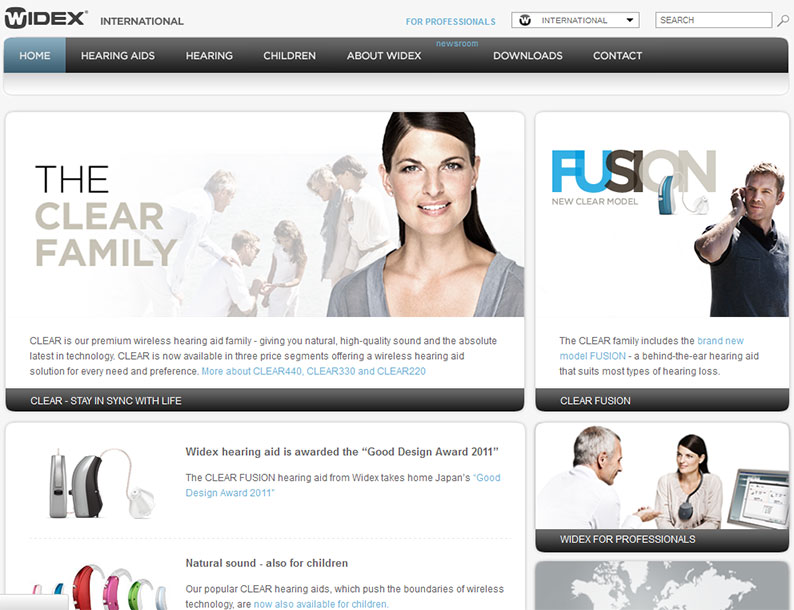 WIDEX® INTERNATIONAL
FOR PROFESSIONALS
INTERNATIONAL
SEARCH
HOME
HEARING AIDS
HEARING
CHILDREN
ABOUT WIDEX
newsroom
DOWNLOADS
CONTACT
THE
CLEAR
FAMILY
CLEAR is our premium wireless hearing aid family - giving you natural, high-quality sound and the absolute
latest in technology. CLEAR is now available in three price segments offering a wireless hearing aid
solution for every need and preference. More about CLEAR440, CLEAR330 and CLEAR220
CLEAR - STAY IN SYNC WITH LIFE
FUSION
NEW CLEAR MODEL
The CLEAR family includes the brand new
model FUSION - a behind-the-ear hearing aid
that suits most types of hearing loss.
CLEAR FUSION
Widex hearing aid is awarded the “Good Design Award 2011”
The CLEAR FUSION hearing aid from Widex takes home Japan's “Good
Design Award 2011”
Natural sound - also for children
Our popular CLEAR hearing aids, which push the boundaries of wireless
technology, are now also available for children.
WIDEX FOR PROFESSIONALS